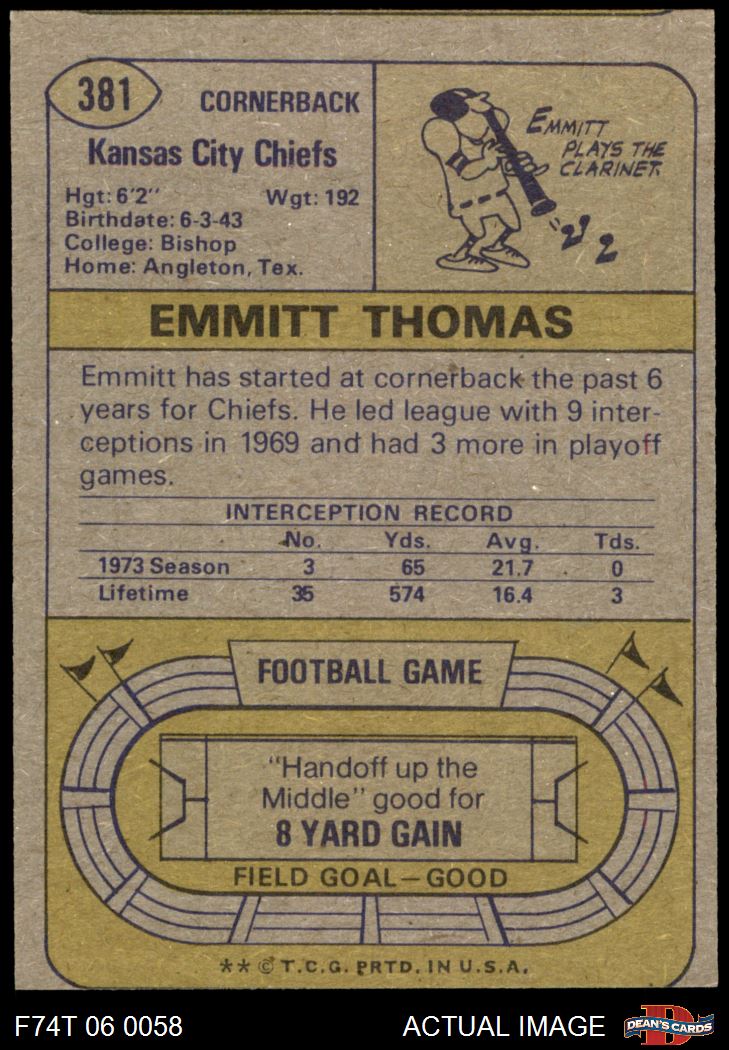 381
CORNERBACK
Kansas City Chiefs
Hgt: 6'2" Wgt: 192
Birthdate: 6-3-43
College: Bishop
Home: Angleton, Tex.
EMMITT
PLAYS THE
CLARINET.
EMMITT THOMAS
Emmitt has started at cornerback the past 6
years for Chiefs. He led league with 9 inter-
ceptions in 1969 and had 3 more in playoff
games.
INTERCEPTION RECORD
No. Yds. Avg. Tds.
1973 Season 3 65 21.7 0
Lifetime 35 574 16.4 3
FOOTBALL GAME
"Handoff up the
Middle" good for
8 YARD GAIN
FIELD GOAL—GOOD
** © T.C.G. PRTD. IN U.S.A.
F74T 06 0058 ACTUAL IMAGE
D
DEAN'S CARDS